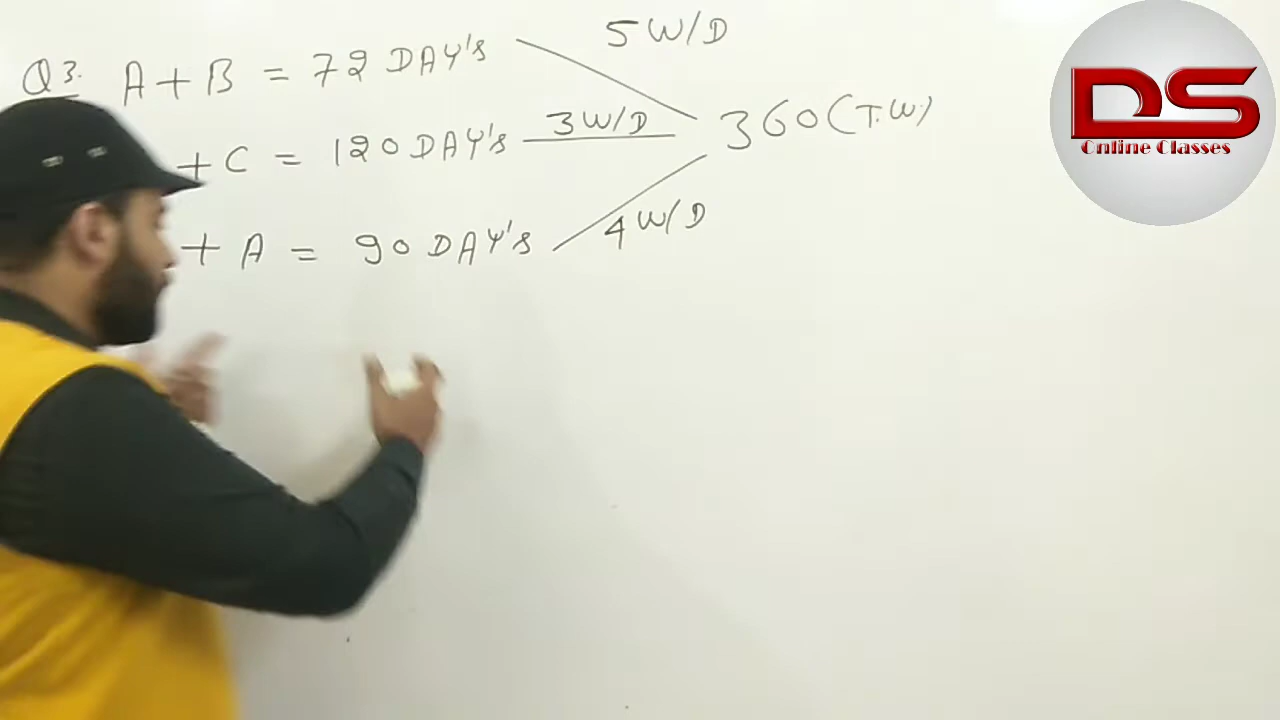 5 W/D
Q3. A + B = 72 DAY's
+ C = 120 DAY's 3 W/D 360 (T.W.)
+ A = 90 DAY's 4 W/D
DS
Online Classes